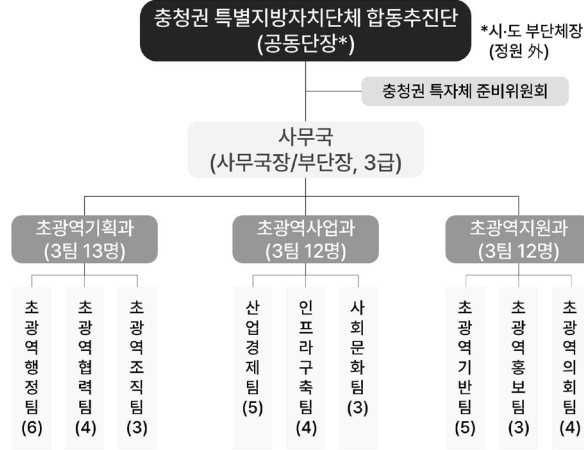 충청권 특별지방자치단체 합동추진단
(공동단장*)
*시·도 부단체장
(정원 外)
충청권 특자체 준비위원회
사무국
(사무국장/부단장, 3급)
초광역기획과
(3팀 13명)
초광역사업과
(3팀 12명)
초광역지원과
(3팀 12명)
초광역행정팀
(6)
초광역협력팀
(4)
초광역조직팀
(3)
산업경제팀
(5)
인프라구축팀
(4)
사회문화팀
(3)
초광역기반팀
(5)
초광역홍보팀
(3)
초광역의회팀
(4)